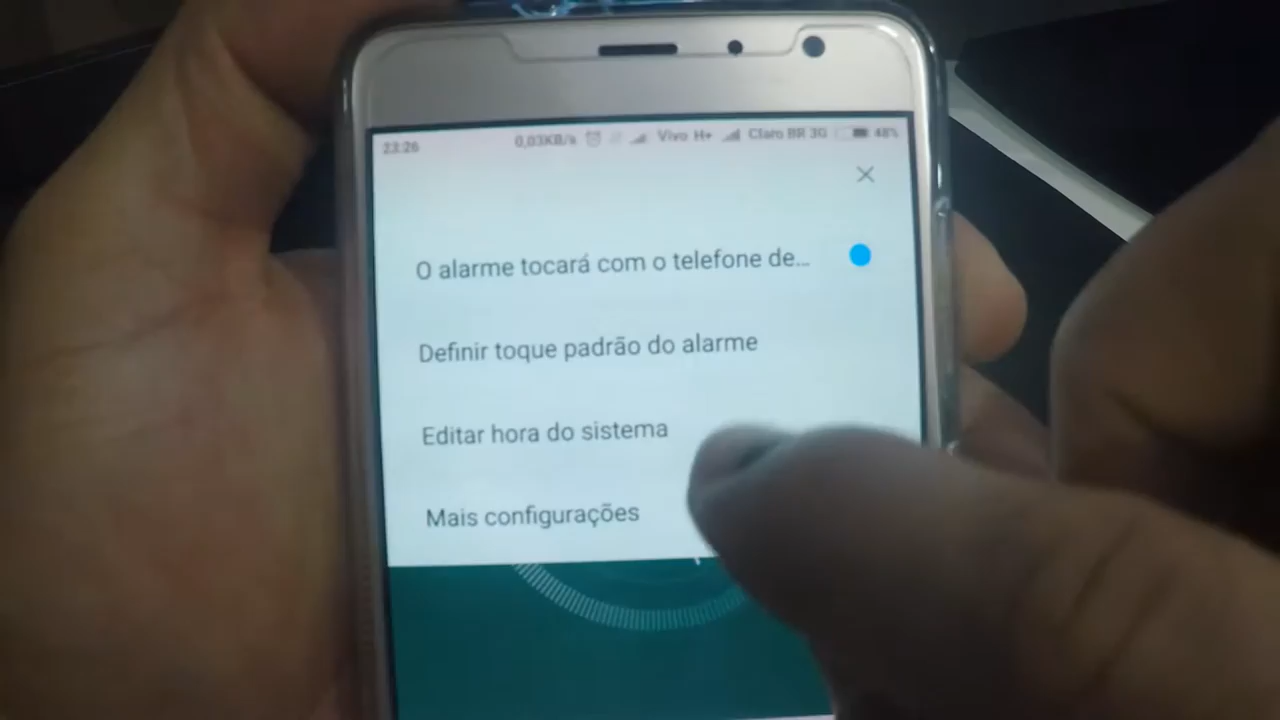 23:26 0,03KB/s Vivo H+ Claro BR 3G 48%
O alarme tocará com o telefone de...
Definir toque padrão do alarme
Editar hora do sistema
Mais configurações